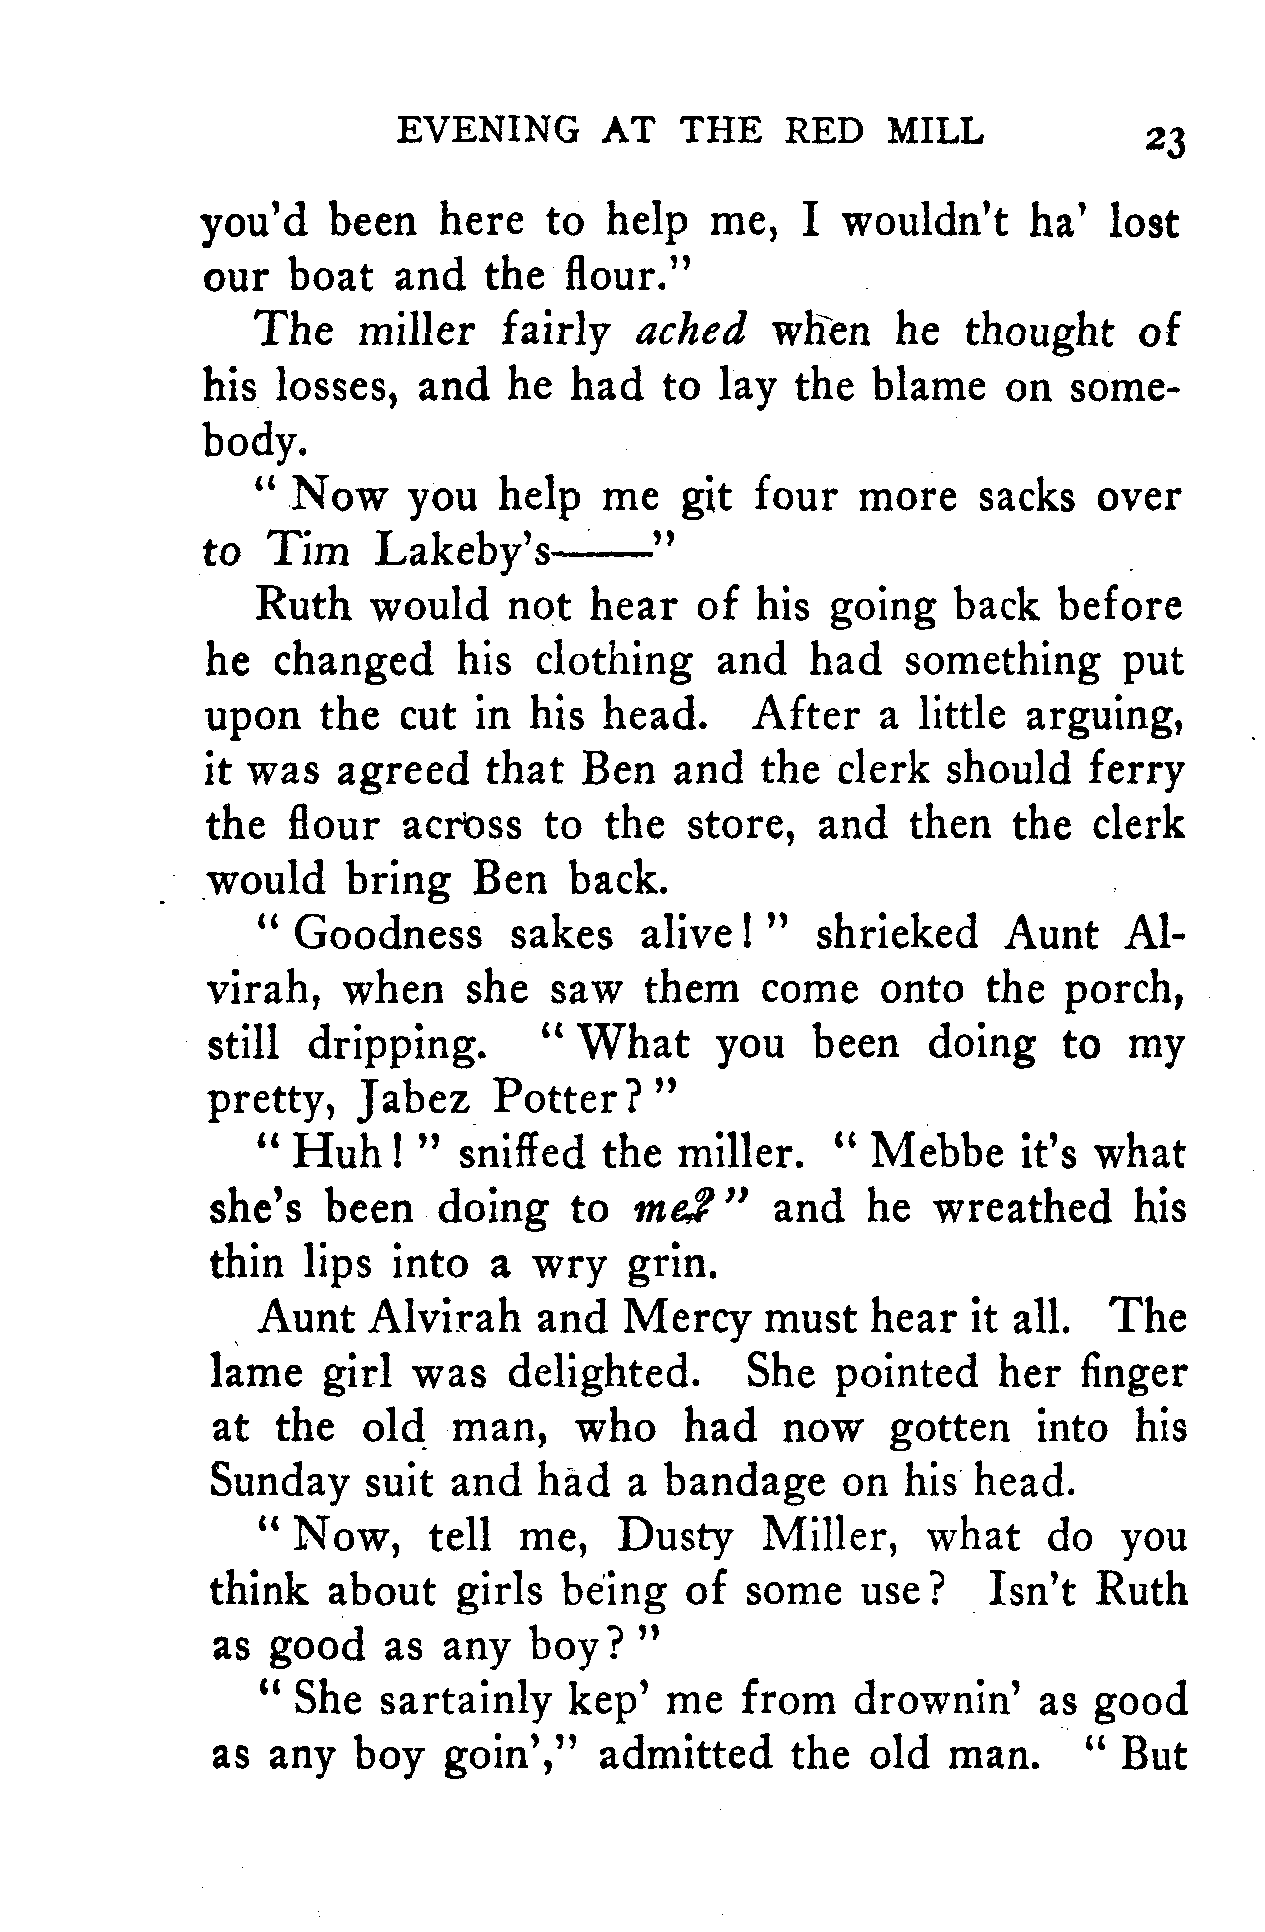 EVENING AT THE RED MILL 23
you'd been here to help me, I wouldn't ha' lost
our boat and the flour."
The miller fairly ached when he thought of
his losses, and he had to lay the blame on some-
body.
" Now you help me git four more sacks over
to Tim Lakeby's——"
Ruth would not hear of his going back before
he changed his clothing and had something put
upon the cut in his head. After a little arguing,
it was agreed that Ben and the clerk should ferry
the flour across to the store, and then the clerk
would bring Ben back.
" Goodness sakes alive! " shrieked Aunt Al-
virah, when she saw them come onto the porch,
still dripping. " What you been doing to my
pretty, Jabez Potter? "
" Huh! " sniffed the miller. " Mebbe it's what
she's been doing to me? " and he wreathed his
thin lips into a wry grin.
Aunt Alvirah and Mercy must hear it all. The
lame girl was delighted. She pointed her finger
at the old man, who had now gotten into his
Sunday suit and had a bandage on his head.
" Now, tell me, Dusty Miller, what do you
think about girls being of some use? Isn't Ruth
as good as any boy? "
" She sartainly kep' me from drownin' as good
as any boy goin'," admitted the old man. " But